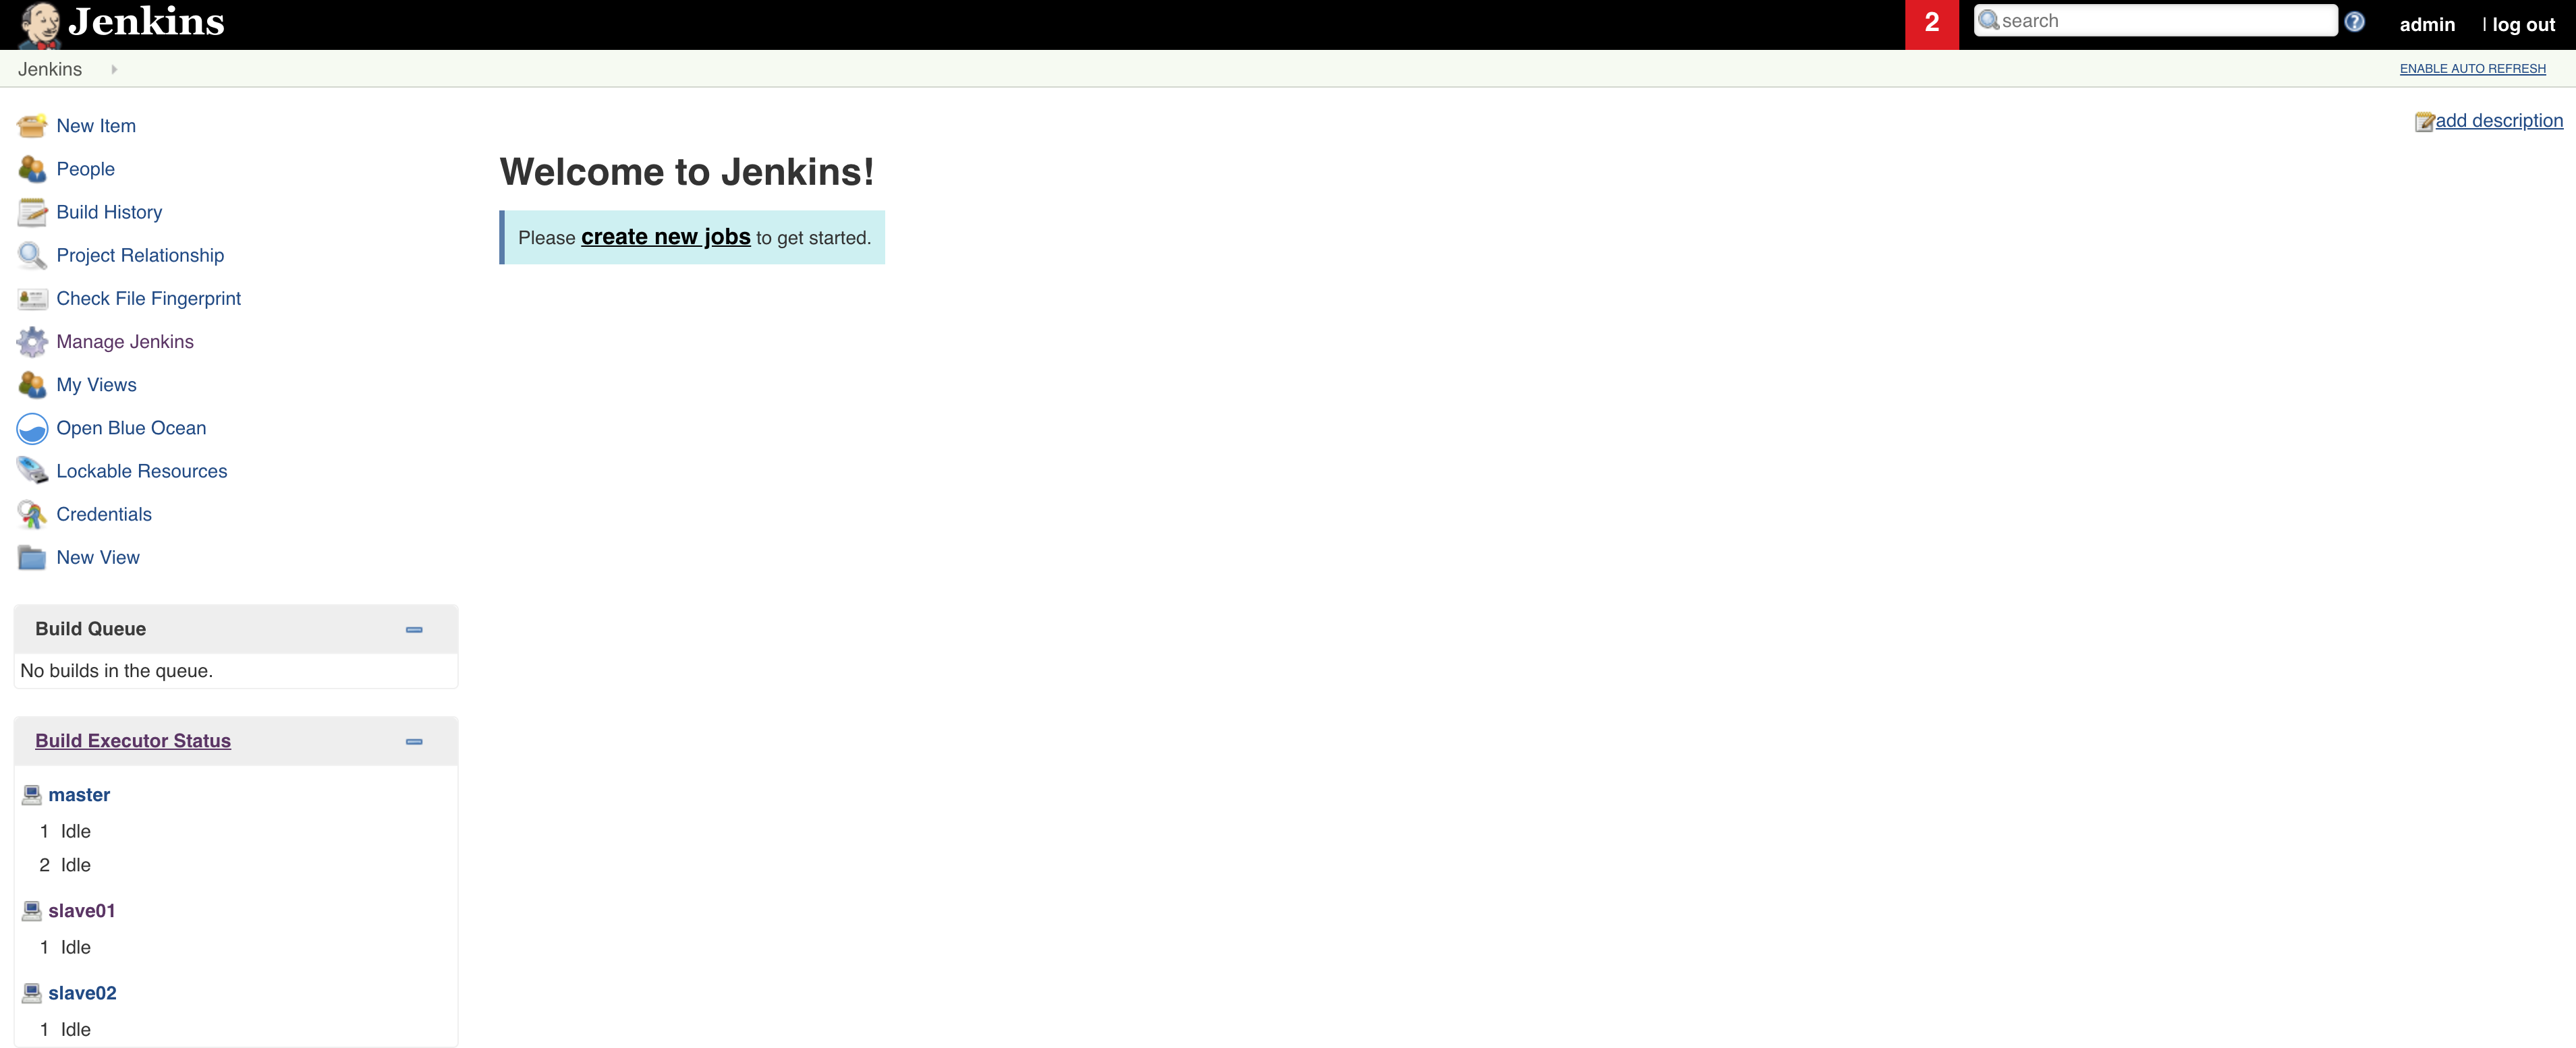 Jenkins
2
search
admin
| log out
Jenkins
ENABLE AUTO REFRESH
New Item
People
Build History
Project Relationship
Check File Fingerprint
Manage Jenkins
My Views
Open Blue Ocean
Lockable Resources
Credentials
New View
Build Queue
No builds in the queue.
Build Executor Status
master
1 Idle
2 Idle
slave01
1 Idle
slave02
1 Idle
add description
Welcome to Jenkins!
Please create new jobs to get started.